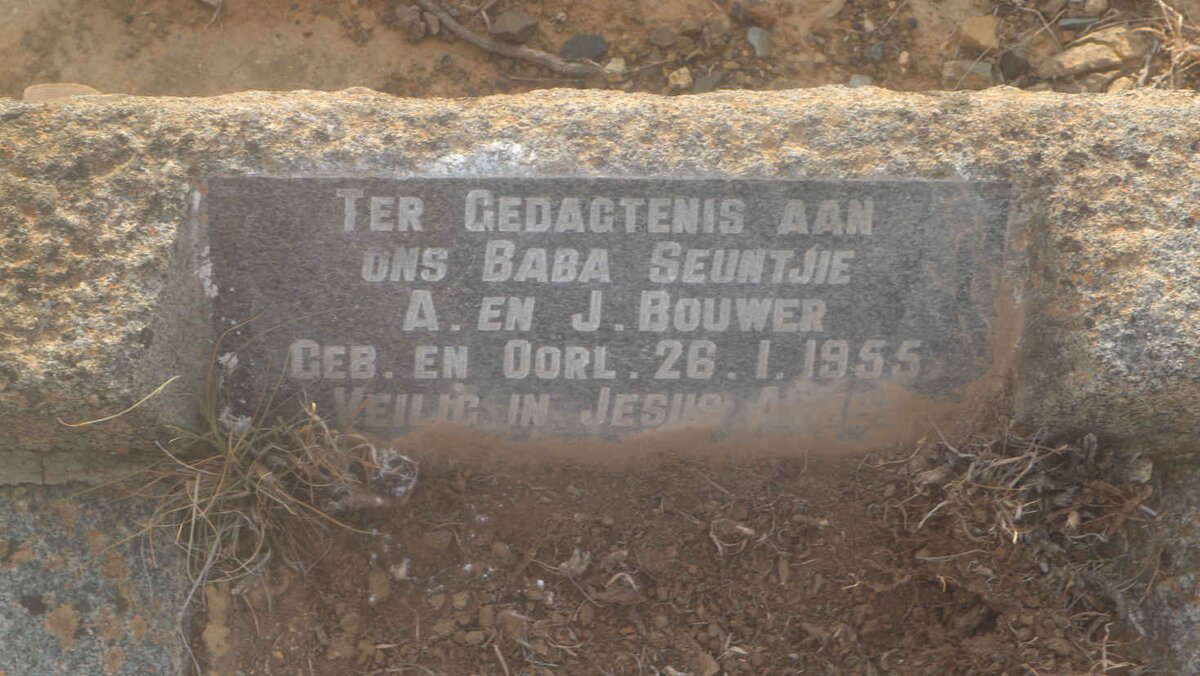 TER GEDAGTENIS AAN
ONS BABA SEUNTJIE
A. EN J. BOUWER
GEB. EN OORL. 26.1.1955
VEILIG IN JESUS